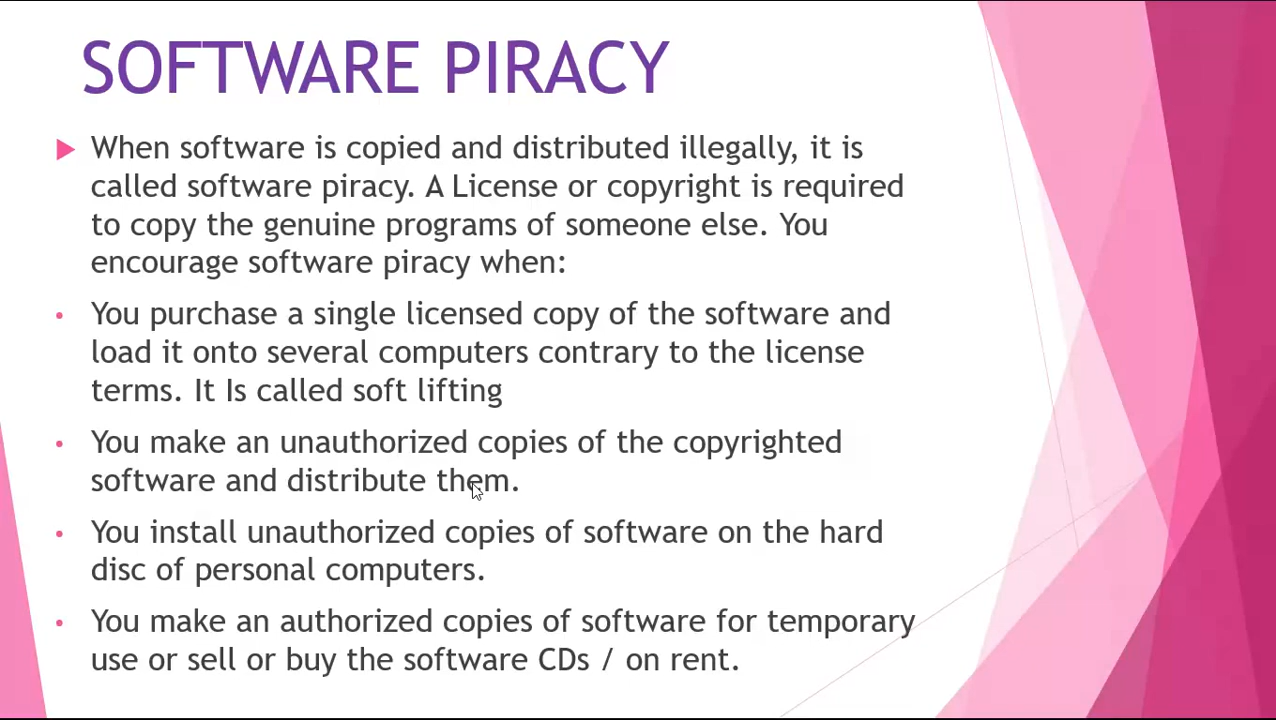 SOFTWARE PIRACY
When software is copied and distributed illegally, it is
called software piracy. A License or copyright is required
to copy the genuine programs of someone else. You
encourage software piracy when:
• You purchase a single licensed copy of the software and
load it onto several computers contrary to the license
terms. It Is called soft lifting
• You make an unauthorized copies of the copyrighted
software and distribute them.
• You install unauthorized copies of software on the hard
disc of personal computers.
• You make an authorized copies of software for temporary
use or sell or buy the software CDs / on rent.